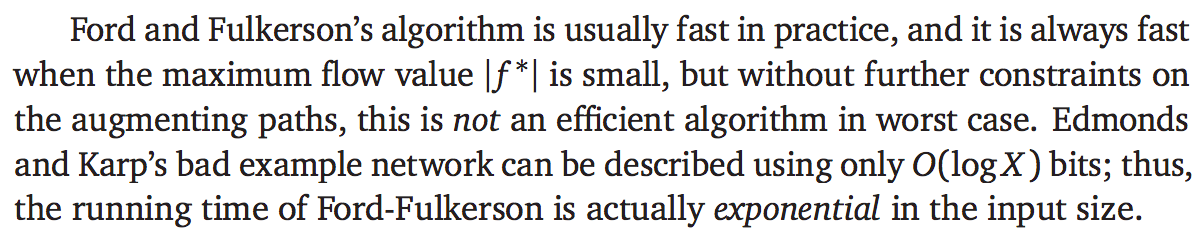 Ford and Fulkerson’s algorithm is usually fast in practice, and it is always fast
when the maximum flow value |f*| is small, but without further constraints on
the augmenting paths, this is not an efficient algorithm in worst case. Edmonds
and Karp’s bad example network can be described using only O(log X) bits; thus,
the running time of Ford-Fulkerson is actually exponential in the input size.